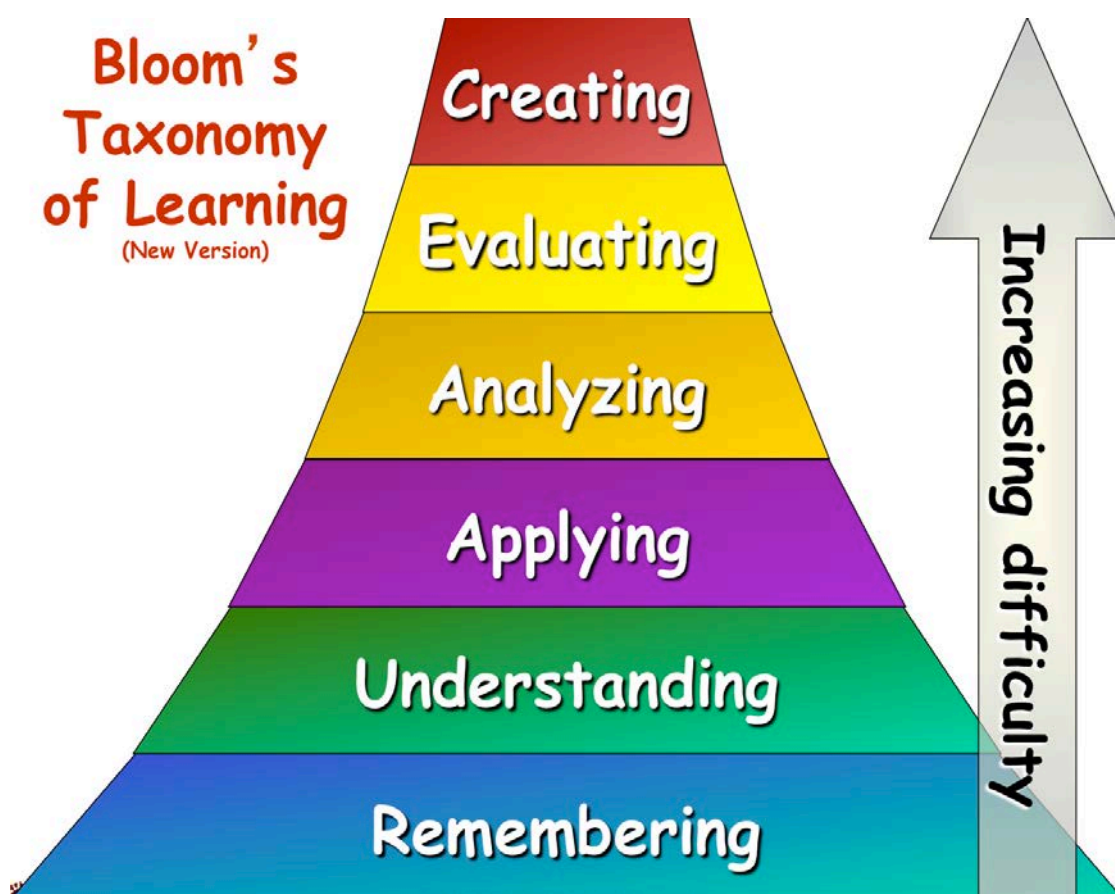 Bloom's
Taxonomy
of Learning
(New Version)
Creating
Evaluating
Analyzing
Applying
Understanding
Remembering
Increasing difficulty